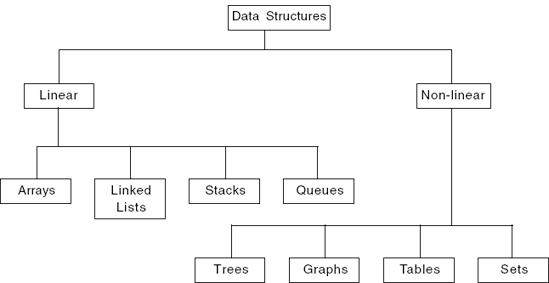 Data Structures
Linear
Non-linear
Arrays
Linked
Lists
Stacks
Queues
Trees
Graphs
Tables
Sets